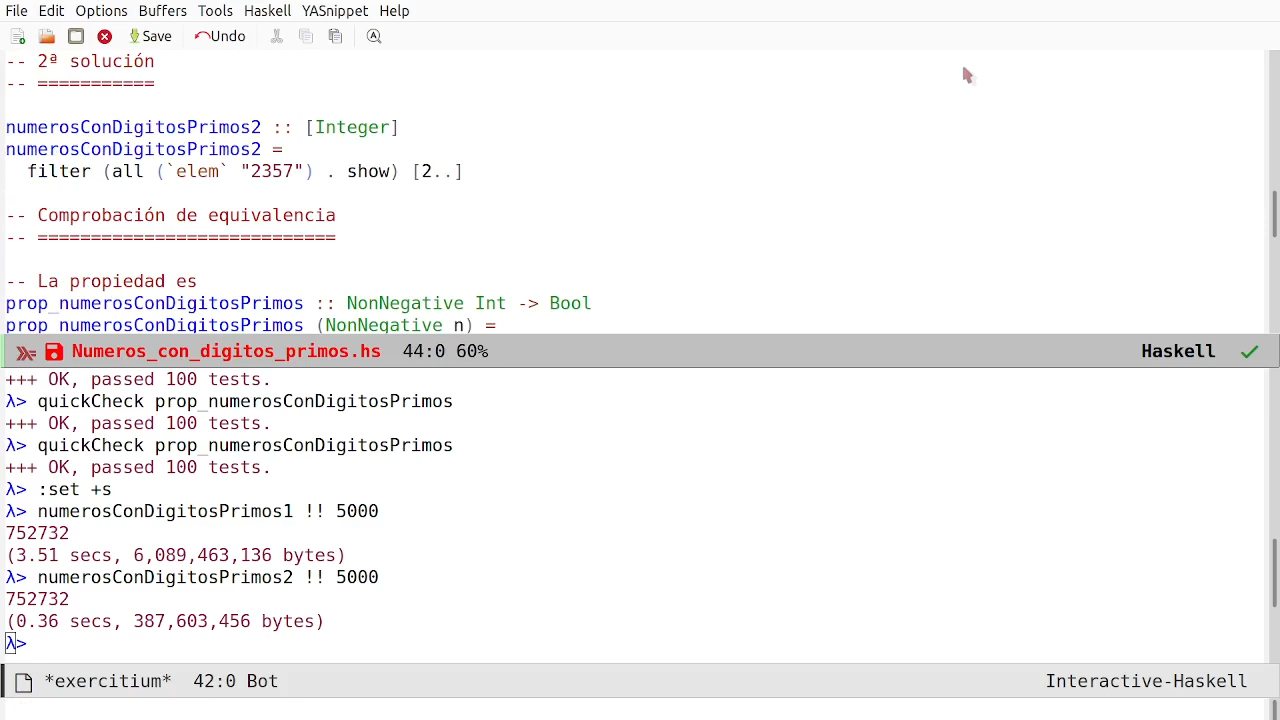 File Edit Options Buffers Tools Haskell YASnippet Help
Save Undo
-- 2ª solución
-- ===========
numerosConDigitosPrimos2 :: [Integer]
numerosConDigitosPrimos2 =
  filter (all (`elem` "2357") . show) [2..]
-- Comprobación de equivalencia
-- ============================
-- La propiedad es
prop_numerosConDigitosPrimos :: NonNegative Int -> Bool
prop_numerosConDigitosPrimos (NonNegative n) =
Numeros_con_digitos_primos.hs 44:0 60% Haskell
+++ OK, passed 100 tests.
λ> quickCheck prop_numerosConDigitosPrimos
+++ OK, passed 100 tests.
λ> quickCheck prop_numerosConDigitosPrimos
+++ OK, passed 100 tests.
λ> :set +s
λ> numerosConDigitosPrimos1 !! 5000
752732
(3.51 secs, 6,089,463,136 bytes)
λ> numerosConDigitosPrimos2 !! 5000
752732
(0.36 secs, 387,603,456 bytes)
λ>
*exercitium* 42:0 Bot Interactive-Haskell